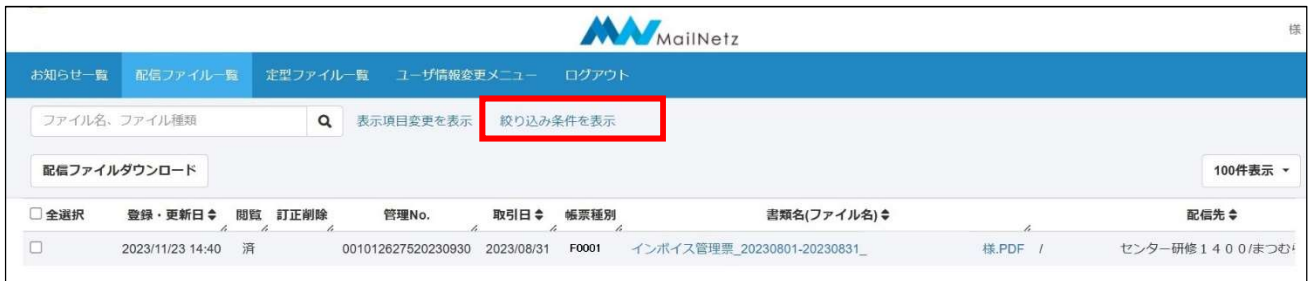 MailNetz
様
お知らせ一覧 配信ファイル一覧 定型ファイル一覧 ユーザ情報変更メニュー ログアウト
ファイル名、ファイル種類 表示項目変更を表示 絞り込み条件を表示
配信ファイルダウンロード 100件表示
全選択 登録・更新日 閲覧 訂正削除 管理No. 取引日 帳票種別 書類名(ファイル名) 配信先
2023/11/23 14:40 済 001012627520230930 2023/08/31 F0001 インボイス管理票_20230801-20230831_ 様.PDF / センター研修1400/まつむ